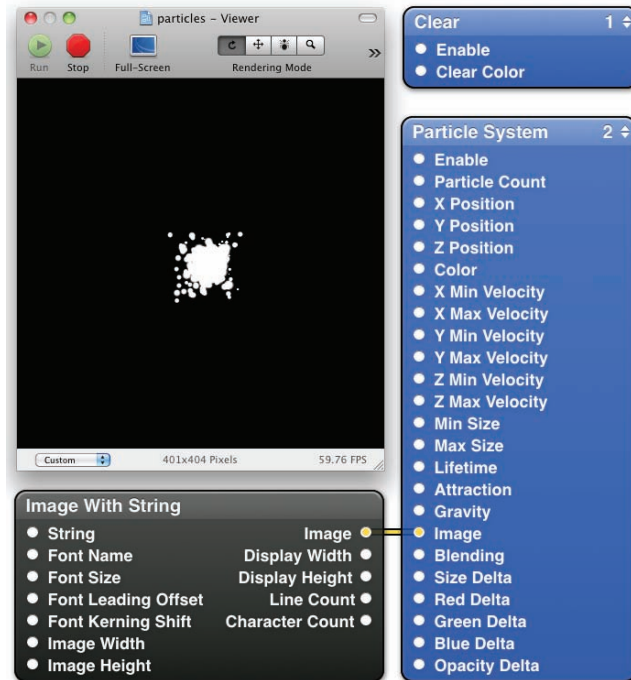 particles – Viewer
Run
Stop
Full-Screen
Rendering Mode
»
Custom
401x404 Pixels
59.76 FPS
Clear 1
Enable
Clear Color
Particle System 2
Enable
Particle Count
X Position
Y Position
Z Position
Color
X Min Velocity
X Max Velocity
Y Min Velocity
Y Max Velocity
Z Min Velocity
Z Max Velocity
Min Size
Max Size
Lifetime
Attraction
Gravity
Image
Blending
Size Delta
Red Delta
Green Delta
Blue Delta
Opacity Delta
Image With String
String Image
Font Name Display Width
Font Size Display Height
Font Leading Offset Line Count
Font Kerning Shift Character Count
Image Width
Image Height